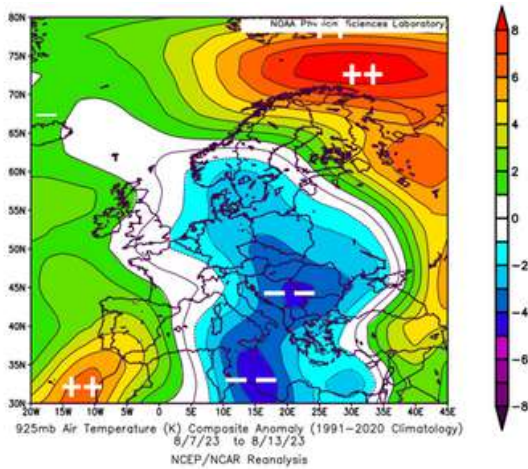 NOAA Physical Sciences Laboratory
80N
75N
70N
65N
60N
55N
50N
45N
40N
35N
30N
20W 15W 10W 5W 0 5E 10E 15E 20E 25E 30E 35E 40E 45E
++
−
− −
++
− −
8
6
4
2
0
−2
−4
−6
−8
925mb Air Temperature (K) Composite Anomaly (1991−2020 Climatology)
8/7/23 to 8/13/23
NCEP/NCAR Reanalysis